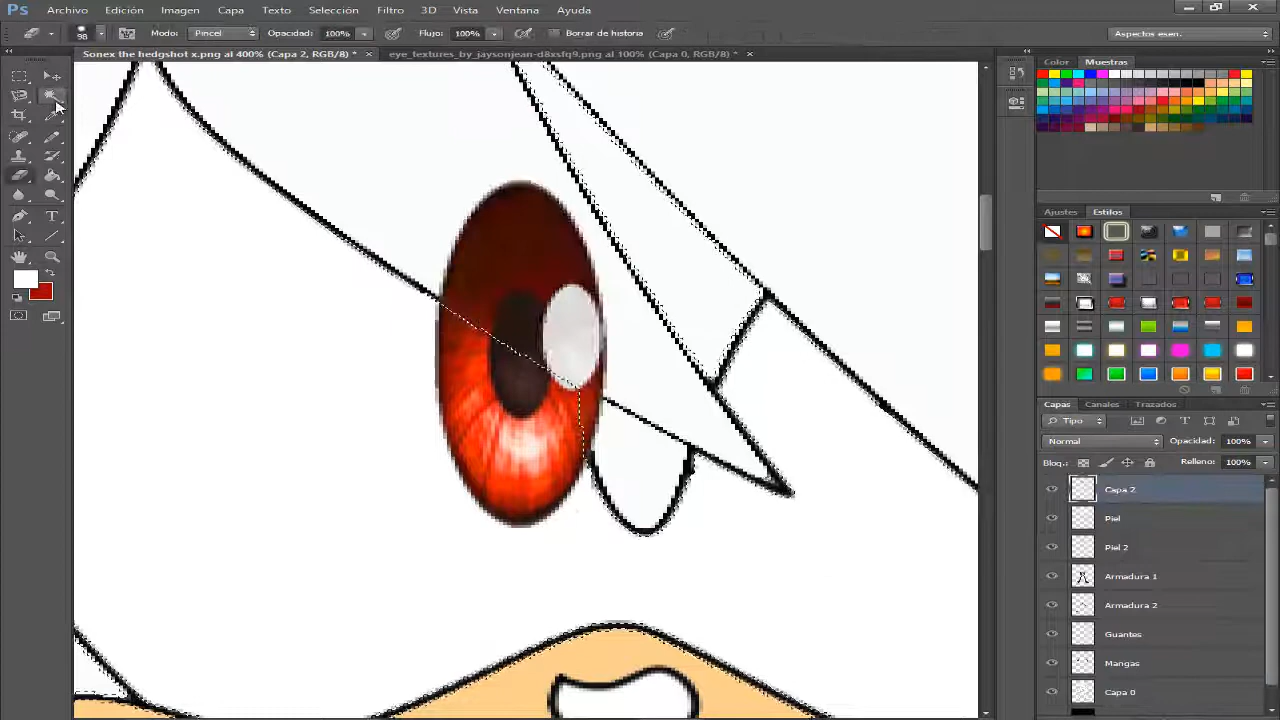 Ps Archivo Edición Imagen Capa Texto Selección Filtro 3D Vista Ventana Ayuda
98 Modo: Pincel Opacidad: 100% Flujo: 100% Borrar de historia Aspectos esen.
Sonex the hedgshot x.png al 400% (Capa 2, RGB/8) * × eye_textures_by_jaysonjean-d8xsfq9.png al 100% (Capa 0, RGB/8) * ×
Color Muestras
Ajustes Estilos
Capas Canales Trazados
Tipo
Normal Opacidad: 100%
Bloq.: Relleno: 100%
Capa 2
Piel
Piel 2
Armadura 1
Armadura 2
Guantes
Mangas
Capa 0